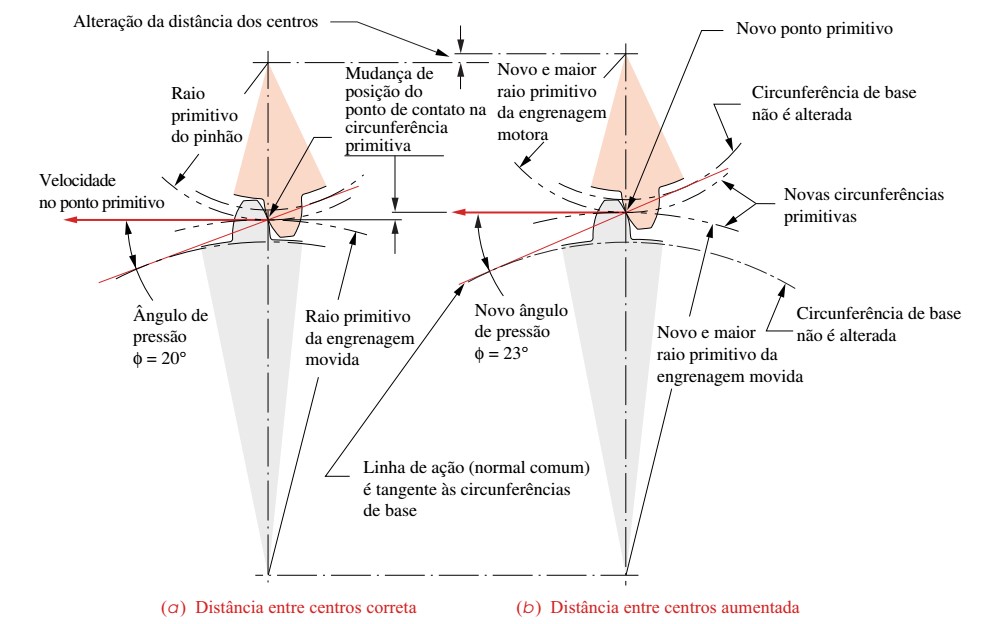 Alteração da distância dos centros
Novo ponto primitivo
Raio
primitivo
do pinhão
Mudança de
posição do
ponto de contato na
circunferência
primitiva
Novo e maior
raio primitivo
da engrenagem
motora
Circunferência de base
não é alterada
Velocidade
no ponto primitivo
Novas circunferências
primitivas
Ângulo de
pressão
ϕ = 20°
Raio primitivo
da engrenagem
movida
Novo ângulo
de pressão
ϕ = 23°
Novo e maior
raio primitivo da
engrenagem movida
Circunferência de base
não é alterada
Linha de ação (normal comum)
é tangente às circunferências
de base
(a) Distância entre centros correta
(b) Distância entre centros aumentada